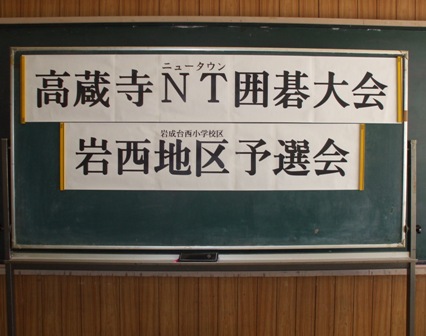 ニュータウン
高蔵寺NT囲碁大会
岩成台西小学校区
岩西地区予選会